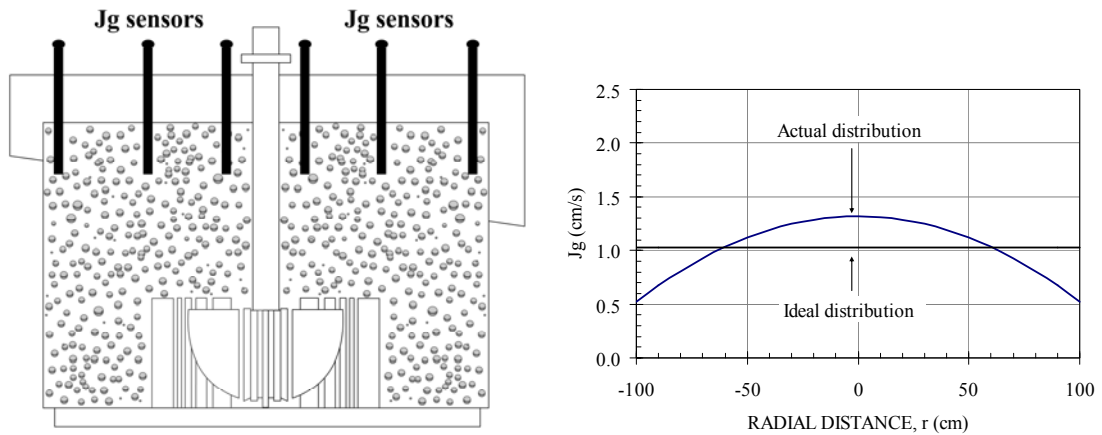 Jg sensors
Jg sensors
Jg (cm/s)
2.5
2.0
1.5
1.0
0.5
0.0
Actual distribution
Ideal distribution
-100
-50
0
50
100
RADIAL DISTANCE, r (cm)